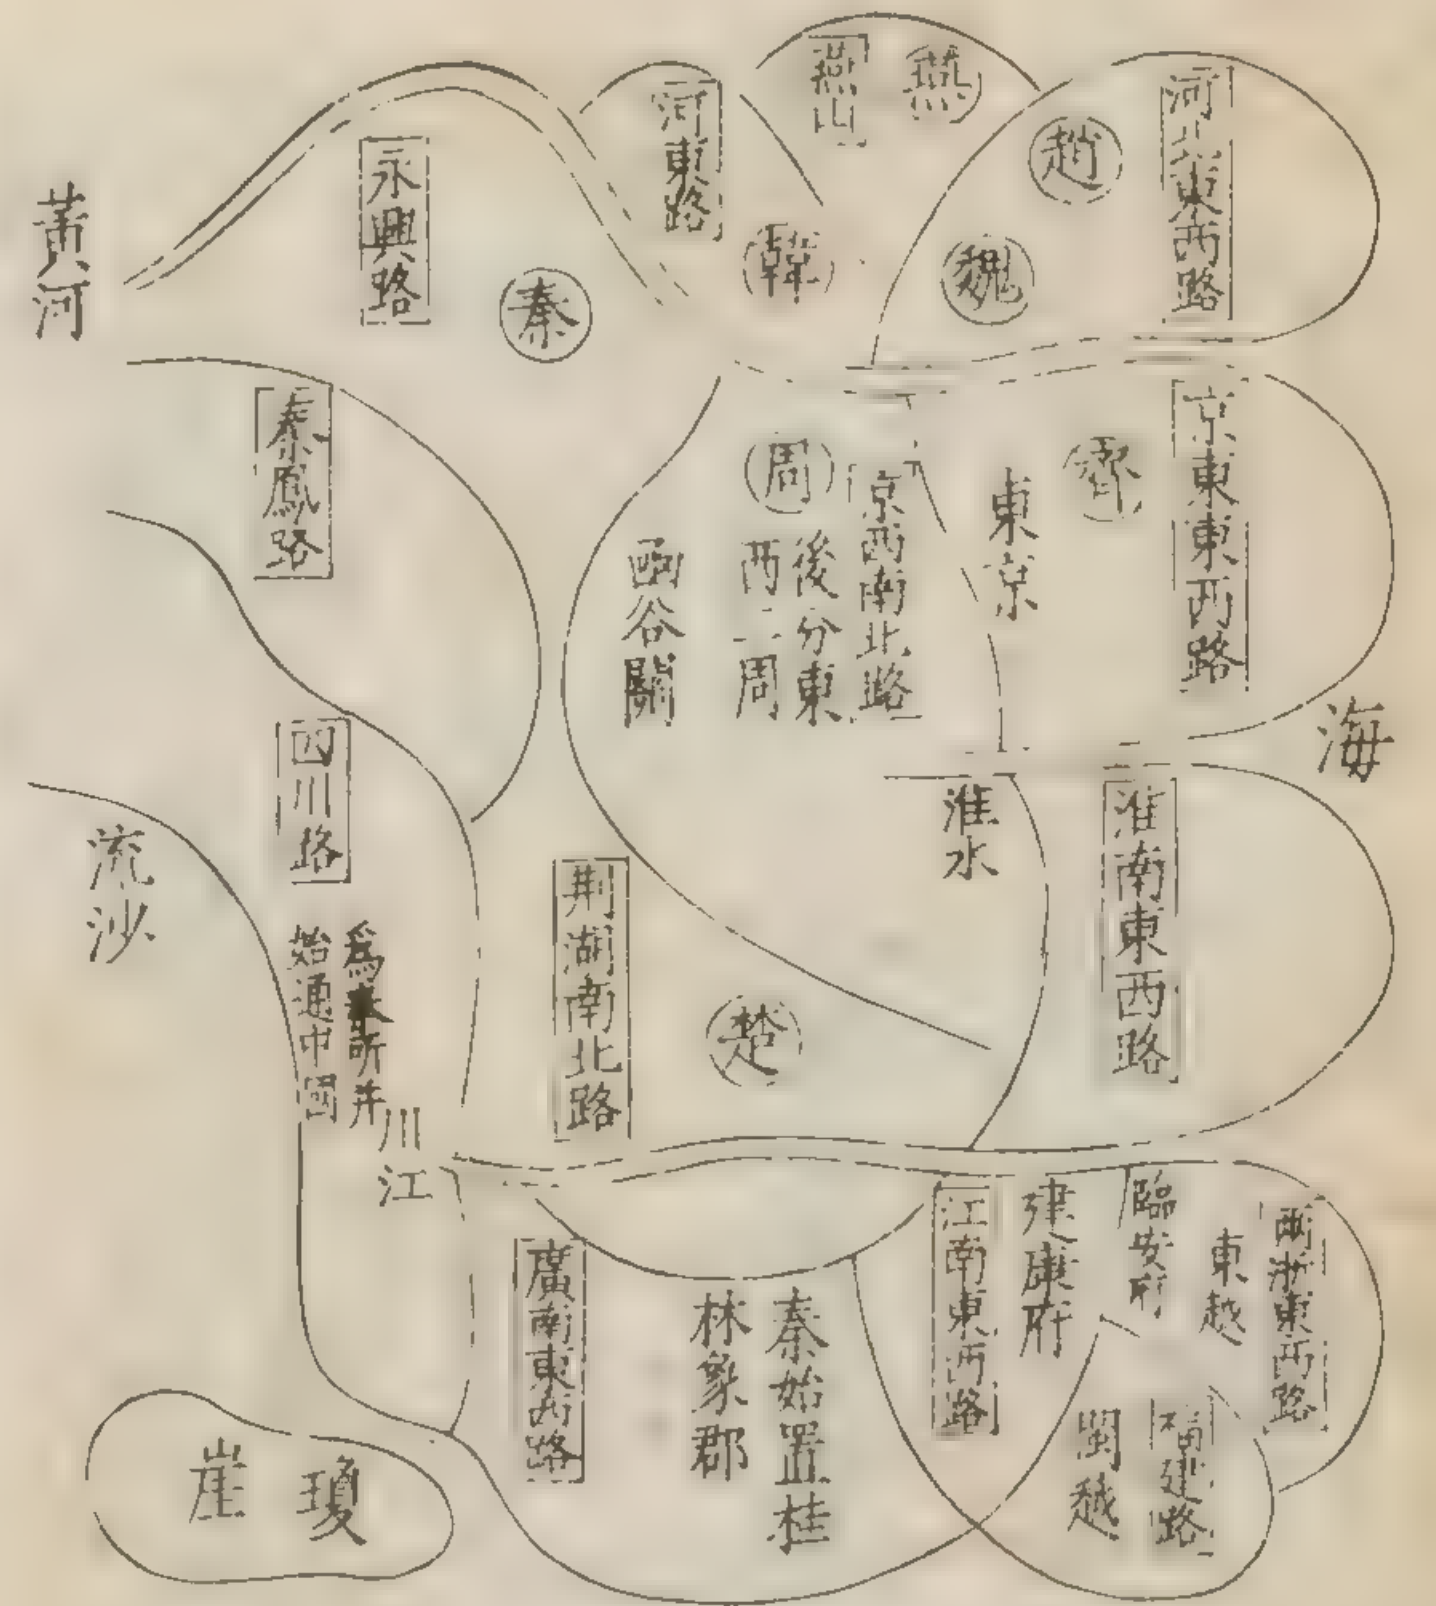 河北東西路
趙
魏
燕
燕山
河東路
韓
永興路
秦
黃河
京東東西路
齊
東京
京西南北路
周
後分東
西二周
函谷關
秦鳳路
海
淮南東西路
淮水
四川路
為秦所并
始通中國
流沙
荆湖南北路
楚
川江
兩浙東西路
東越
臨安府
建康府
江南東西路
福建路
閩越
秦始置桂
林象郡
廣南東西路
瓊
崖